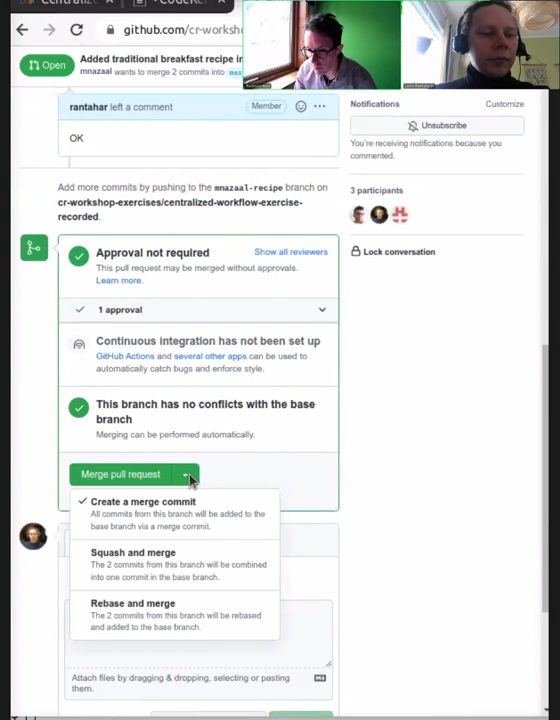 github.com/cr-worksh
Open
Added traditional breakfast recipe in
mnazaal wants to merge 2 commits into mas
rantahar left a comment
Member
OK
Notifications
Customize
Unsubscribe
You're receiving notifications because you
commented.
3 participants
Lock conversation
Add more commits by pushing to the mnazaal-recipe branch on
cr-workshop-exercises/centralized-workflow-exercise-
recorded.
Approval not required
Show all reviewers
This pull request may be merged without approvals.
Learn more.
1 approval
Continuous integration has not been set up
GitHub Actions and several other apps can be used to
automatically catch bugs and enforce style.
This branch has no conflicts with the base
branch
Merging can be performed automatically.
Merge pull request
Create a merge commit
All commits from this branch will be added to the
base branch via a merge commit.
Squash and merge
The 2 commits from this branch will be combined
into one commit in the base branch.
Rebase and merge
The 2 commits from this branch will be rebased
and added to the base branch.
Attach files by dragging & dropping, selecting or pasting
them.